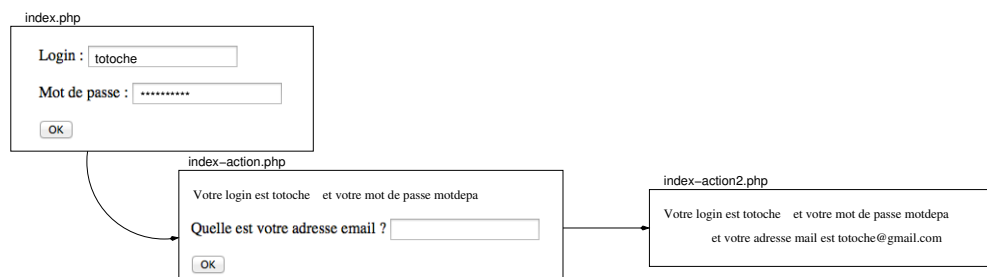 index.php
Login : totoche
Mot de passe : **********
OK
index-action.php
Votre login est totoche et votre mot de passe motdepa
Quelle est votre adresse email ?
OK
index-action2.php
Votre login est totoche et votre mot de passe motdepa
et votre adresse mail est totoche@gmail.com